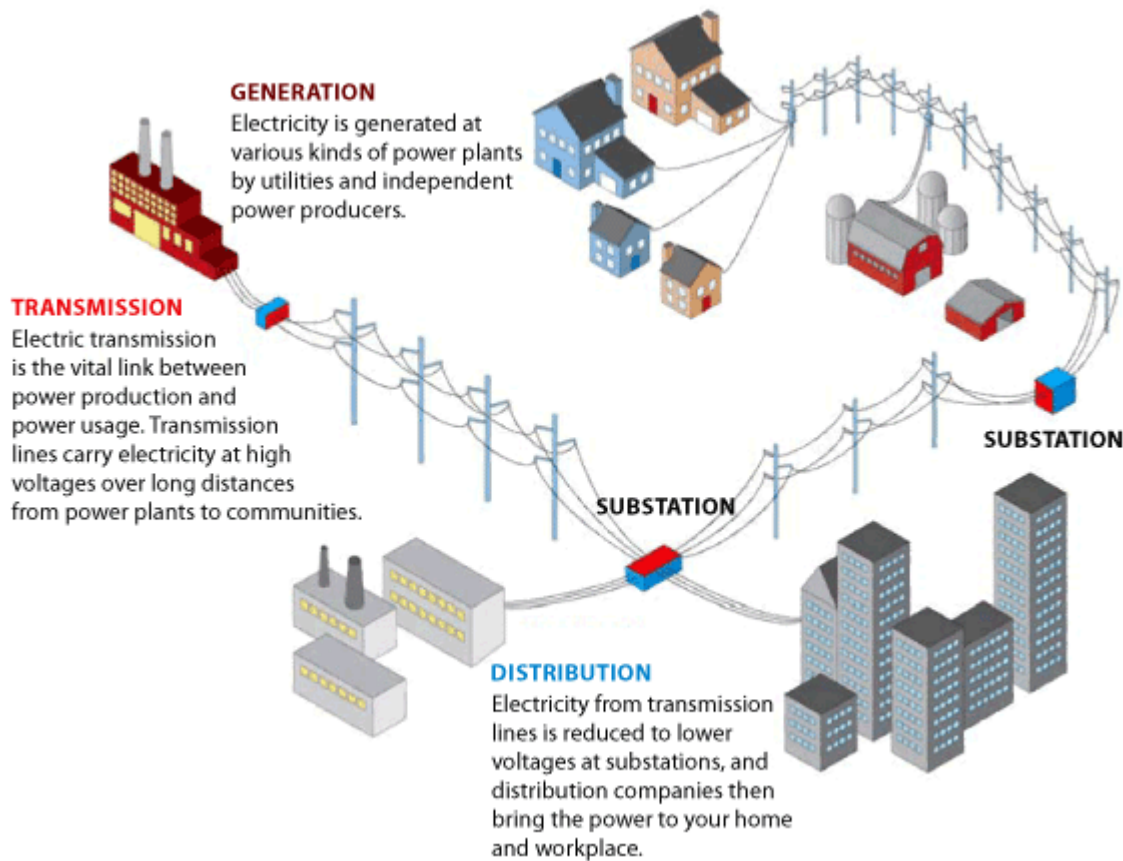 GENERATION
Electricity is generated at
various kinds of power plants
by utilities and independent
power producers.
TRANSMISSION
Electric transmission
is the vital link between
power production and
power usage. Transmission
lines carry electricity at high
voltages over long distances
from power plants to communities.
SUBSTATION
SUBSTATION
DISTRIBUTION
Electricity from transmission
lines is reduced to lower
voltages at substations, and
distribution companies then
bring the power to your home
and workplace.